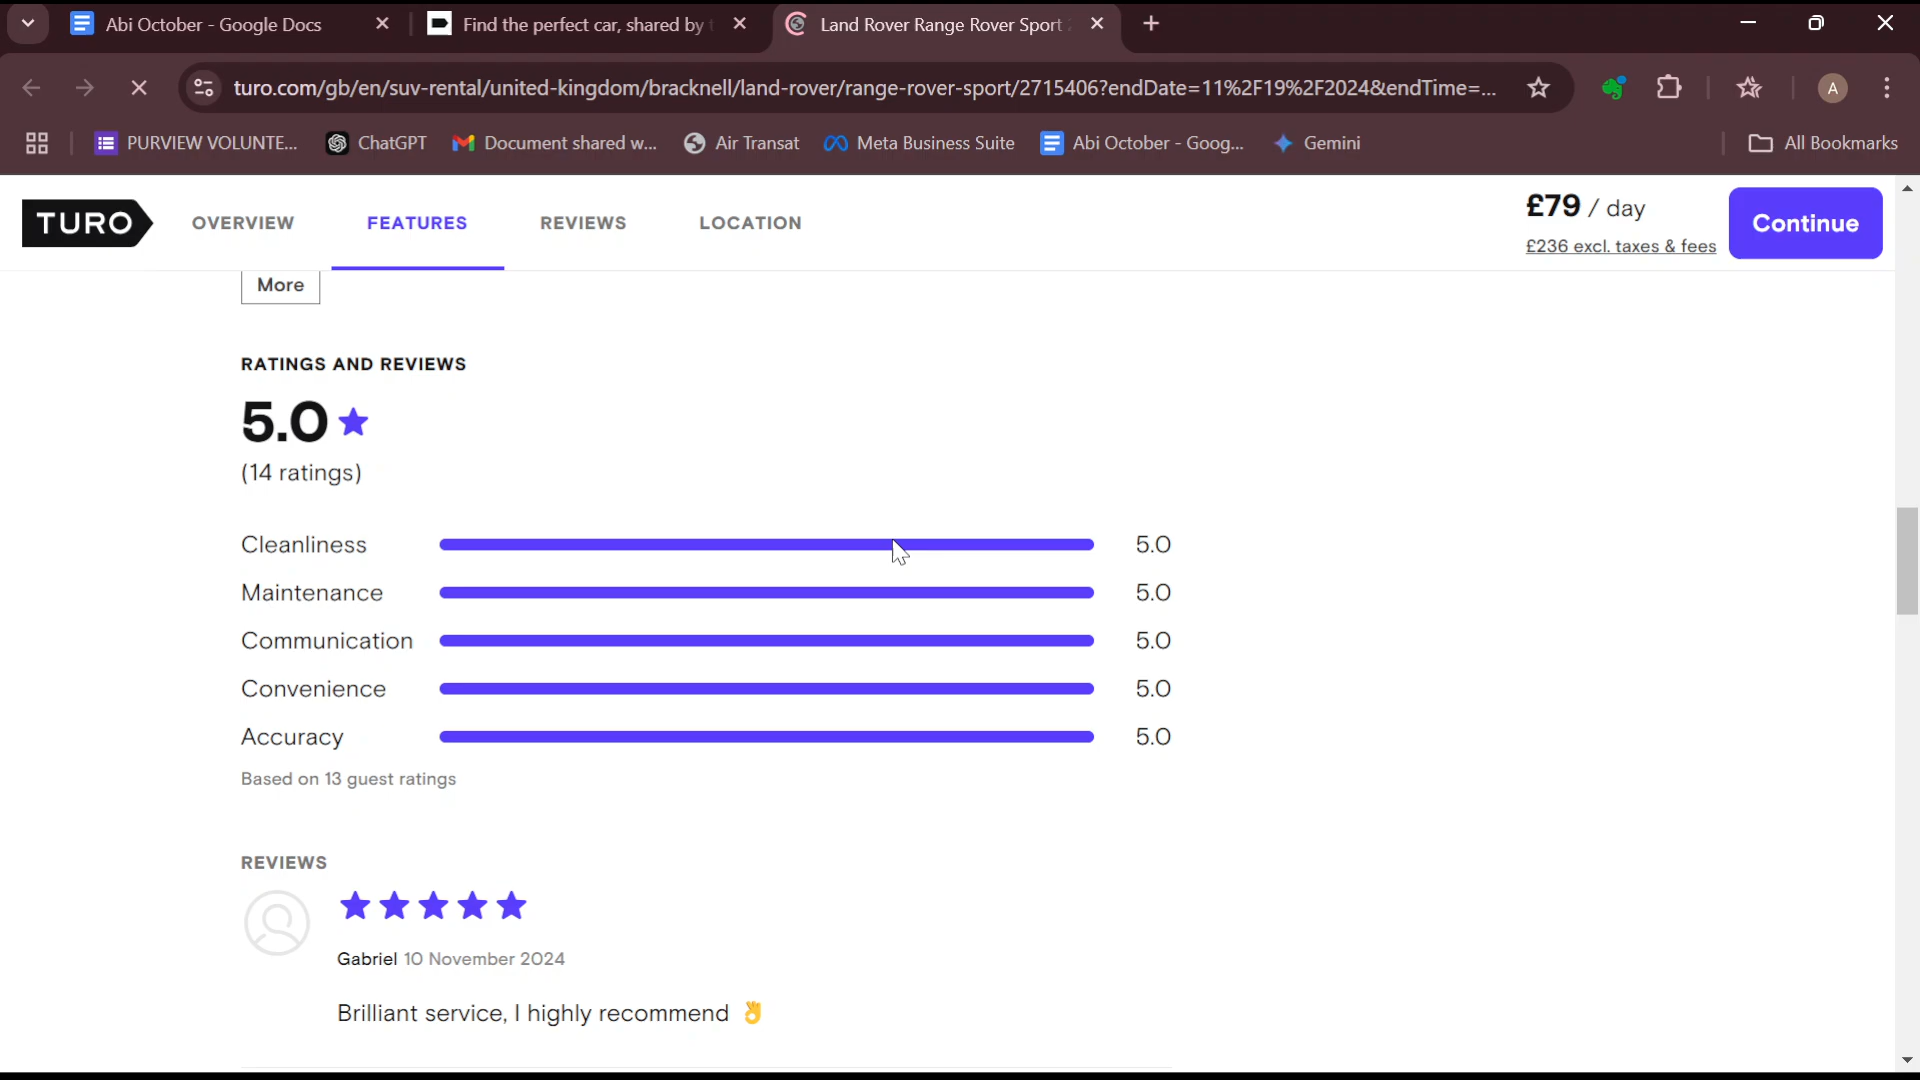 Abi October - Google Docs
Find the perfect car, shared by
Land Rover Range Rover Sport
turo.com/gb/en/suv-rental/united-kingdom/bracknell/land-rover/range-rover-sport/2715406?endDate=11%2F19%2F2024&endTime=...
A
PURVIEW VOLUNTE...
ChatGPT
Document shared w...
Air Transat
Meta Business Suite
Abi October - Goog...
Gemini
All Bookmarks
TURO
OVERVIEW
FEATURES
REVIEWS
LOCATION
£79 / day
£236 excl. taxes & fees
Continue
More
RATINGS AND REVIEWS
5.0
(14 ratings)
Cleanliness 5.0
Maintenance 5.0
Communication 5.0
Convenience 5.0
Accuracy 5.0
Based on 13 guest ratings
REVIEWS
Gabriel 10 November 2024
Brilliant service, I highly recommend 👌